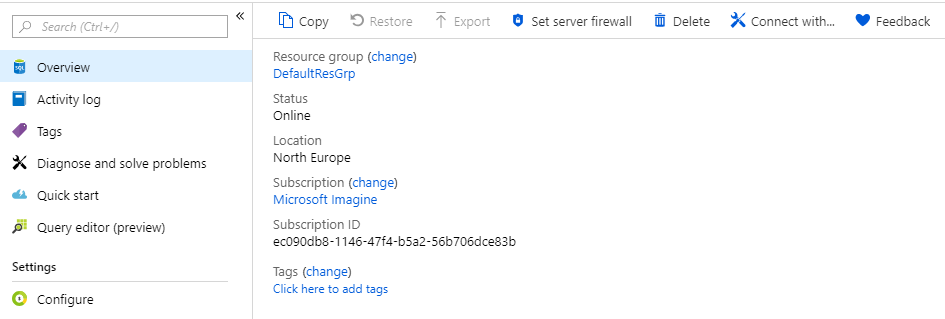 «
Search (Ctrl+/)
Overview
Activity log
Tags
Diagnose and solve problems
Quick start
Query editor (preview)
Settings
Configure
Copy Restore Export Set server firewall Delete Connect with... Feedback
Resource group (change)
DefaultResGrp
Status
Online
Location
North Europe
Subscription (change)
Microsoft Imagine
Subscription ID
ec090db8-1146-47f4-b5a2-56b706dce83b
Tags (change)
Click here to add tags